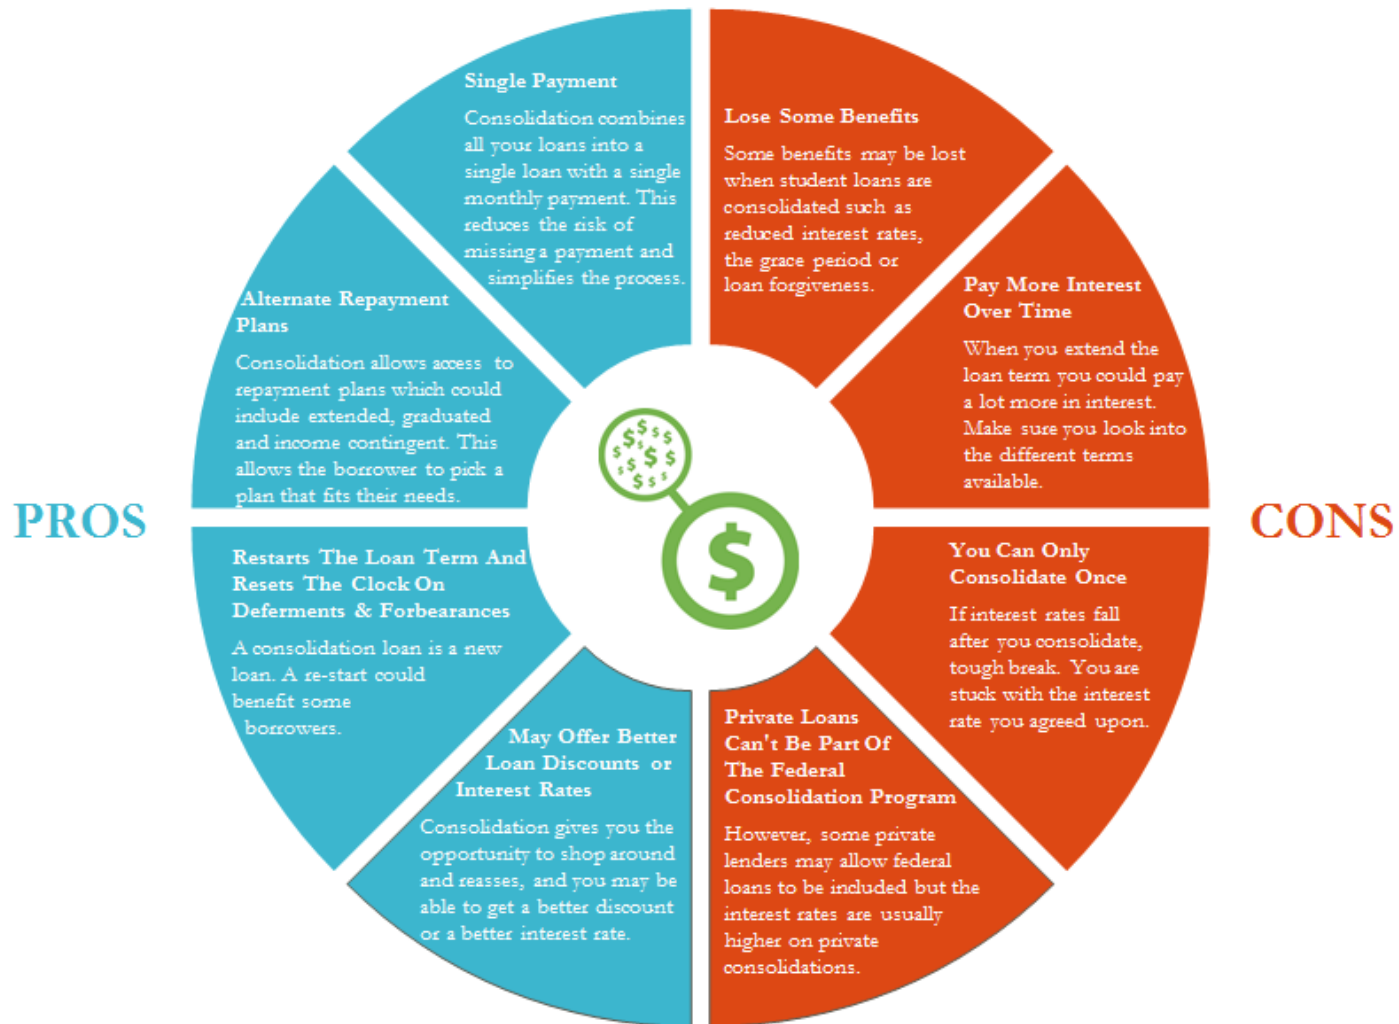 PROS
Single Payment
Consolidation combines
all your loans into a
single loan with a single
monthly payment. This
reduces the risk of
missing a payment and
simplifies the process.
Alternate Repayment
Plans
Consolidation allows access to
repayment plans which could
include extended, graduated
and income contingent. This
allows the borrower to pick a
plan that fits their needs.
Restarts The Loan Term And
Resets The Clock On
Deferments & Forbearances
A consolidation loan is a new
loan. A re-start could
benefit some
borrowers.
May Offer Better
Loan Discounts or
Interest Rates
Consolidation gives you the
opportunity to shop around
and reasses, and you may be
able to get a better discount
or a better interest rate.
CONS
Lose Some Benefits
Some benefits may be lost
when student loans are
consolidated such as
reduced interest rates,
the grace period or
loan forgiveness.
Pay More Interest
Over Time
When you extend the
loan term you could pay
a lot more in interest.
Make sure you look into
the different terms
available.
You Can Only
Consolidate Once
If interest rates fall
after you consolidate,
tough break. You are
stuck with the interest
rate you agreed upon.
Private Loans
Can't Be Part Of
The Federal
Consolidation Program
However, some private
lenders may allow federal
loans to be included but the
interest rates are usually
higher on private
consolidations.